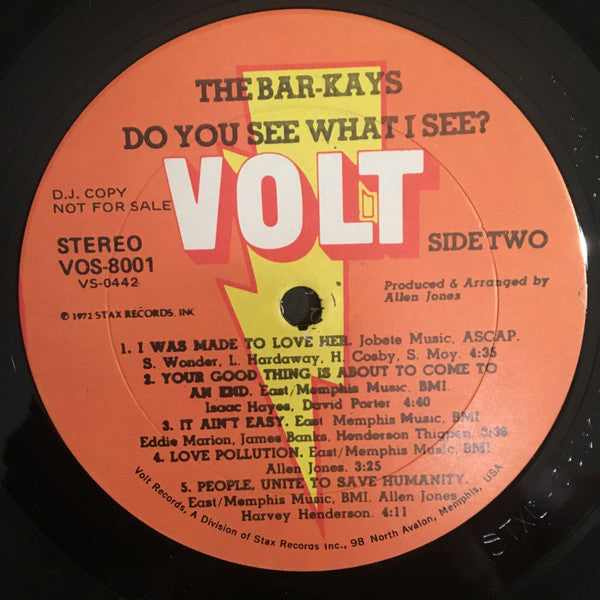 THE BAR-KAYS
DO YOU SEE WHAT I SEE?
VOLT
D.J. COPY
NOT FOR SALE
STEREO
VOS-8001
VS-0442
SIDE TWO
Produced & Arranged by
Allen Jones
© 1972 STAX RECORDS, INC
1. I WAS MADE TO LOVE HER. Jobete Music, ASCAP.
S. Wonder, L. Hardaway, H. Cosby, S. Moy. 4:35
2. YOUR GOOD THING IS ABOUT TO COME TO
AN END. East/Memphis Music, BMI.
Isaac Hayes, David Porter. 4:40
3. IT AIN'T EASY. East Memphis Music, BMI
Eddie Marion, James Banks, Henderson Thigpen. 3:38
4. LOVE POLLUTION. East/Memphis Music, BMI
Allen Jones. 3:25
5. PEOPLE, UNITE TO SAVE HUMANITY.
East/Memphis Music, BMI. Allen Jones,
Harvey Henderson. 4:11
Volt Records, A Division of Stax Records Inc., 98 North Avalon, Memphis, USA